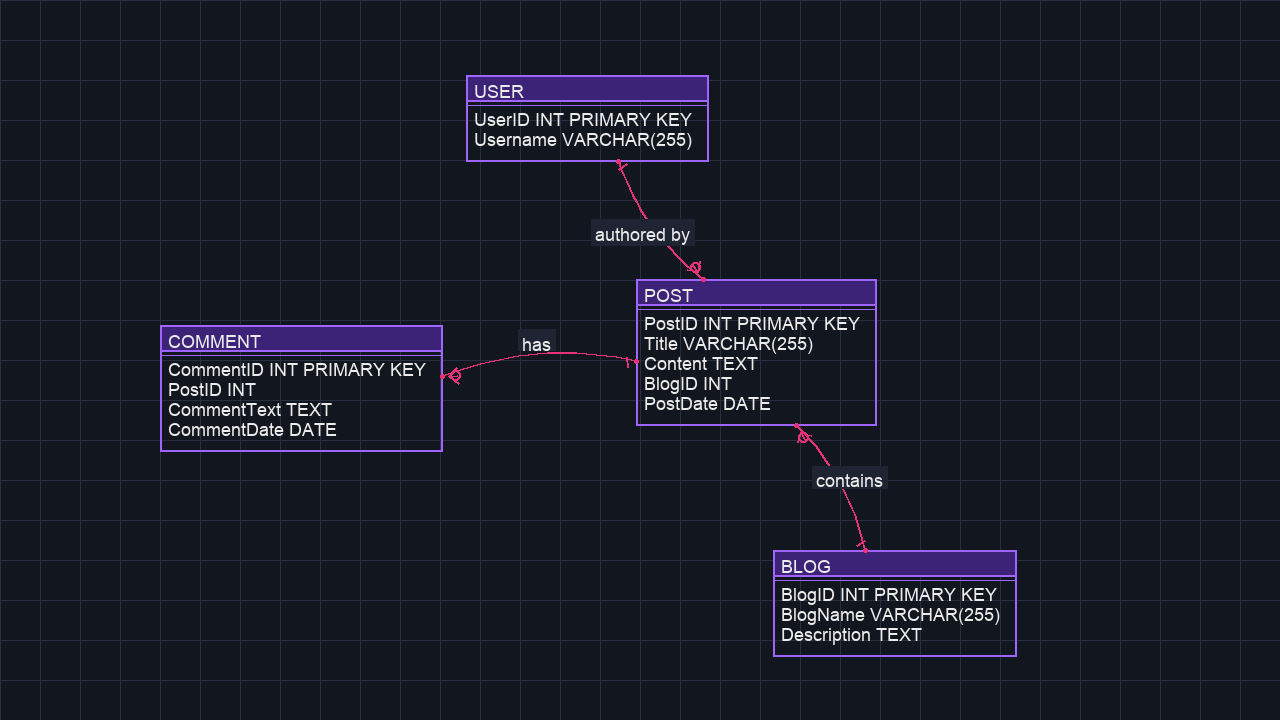 USER
UserID INT PRIMARY KEY
Username VARCHAR(255)
authored by
POST
PostID INT PRIMARY KEY
Title VARCHAR(255)
Content TEXT
BlogID INT
PostDate DATE
has
COMMENT
CommentID INT PRIMARY KEY
PostID INT
CommentText TEXT
CommentDate DATE
contains
BLOG
BlogID INT PRIMARY KEY
BlogName VARCHAR(255)
Description TEXT